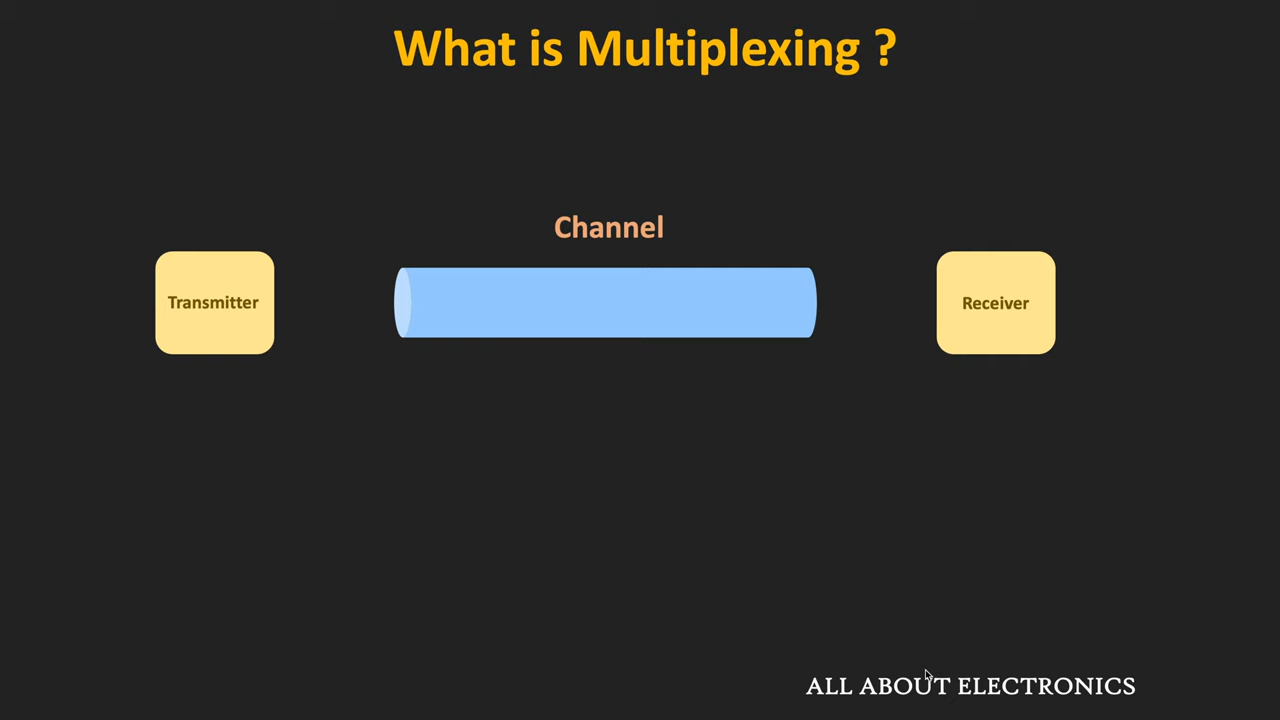 What is Multiplexing ?
Channel
Transmitter
Receiver
ALL ABOUT ELECTRONICS